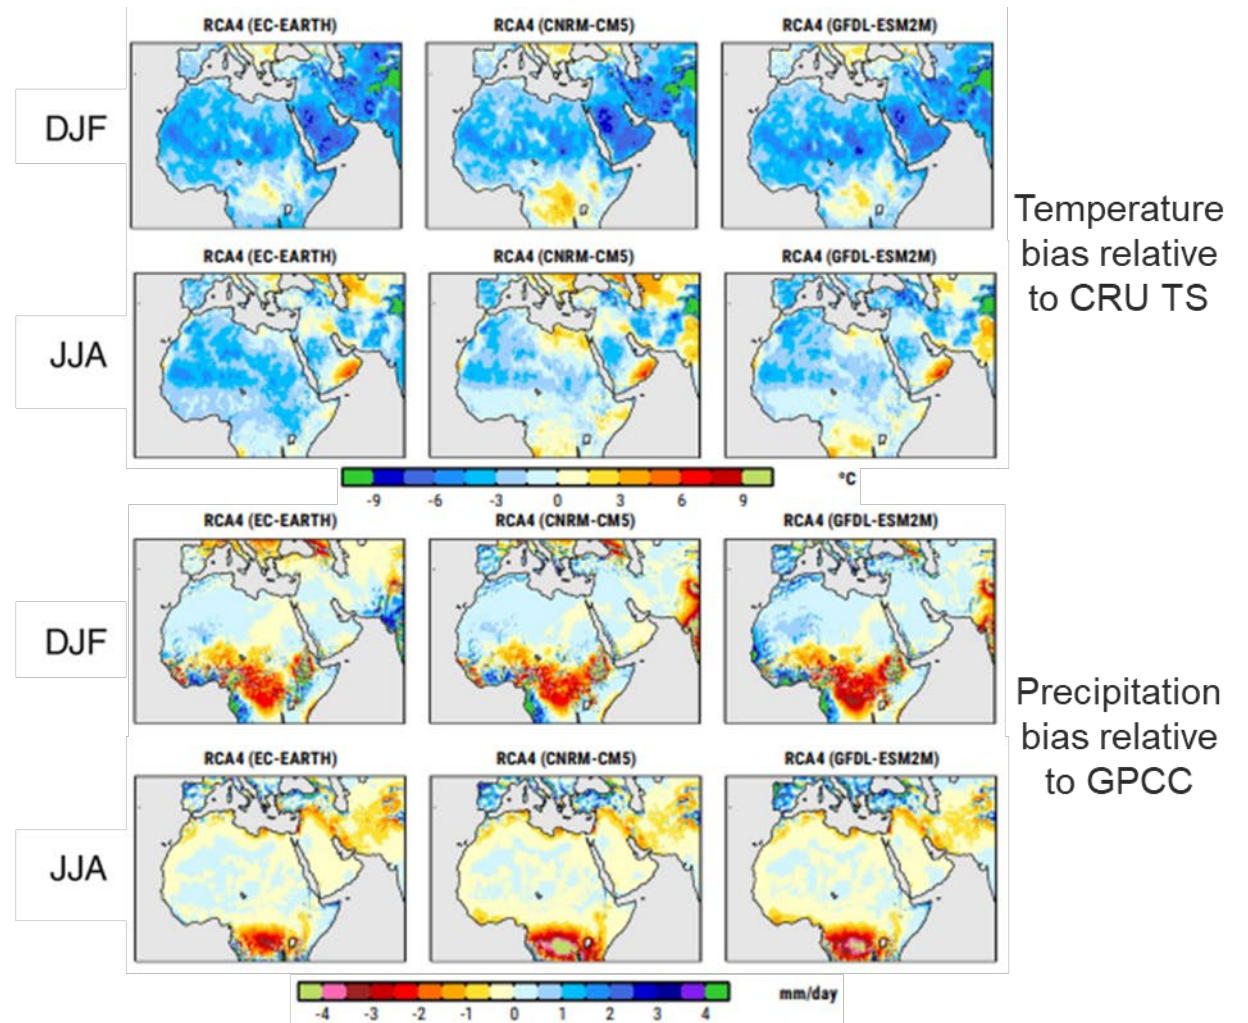 RCA4 (EC-EARTH) RCA4 (CNRM-CM5) RCA4 (GFDL-ESM2M)
DJF
RCA4 (EC-EARTH) RCA4 (CNRM-CM5) RCA4 (GFDL-ESM2M)
JJA
Temperature
bias relative
to CRU TS
-9 -6 -3 0 3 6 9 °C
RCA4 (EC-EARTH) RCA4 (CNRM-CM5) RCA4 (GFDL-ESM2M)
DJF
RCA4 (EC-EARTH) RCA4 (CNRM-CM5) RCA4 (GFDL-ESM2M)
JJA
Precipitation
bias relative
to GPCC
-4 -3 -2 -1 0 1 2 3 4 mm/day